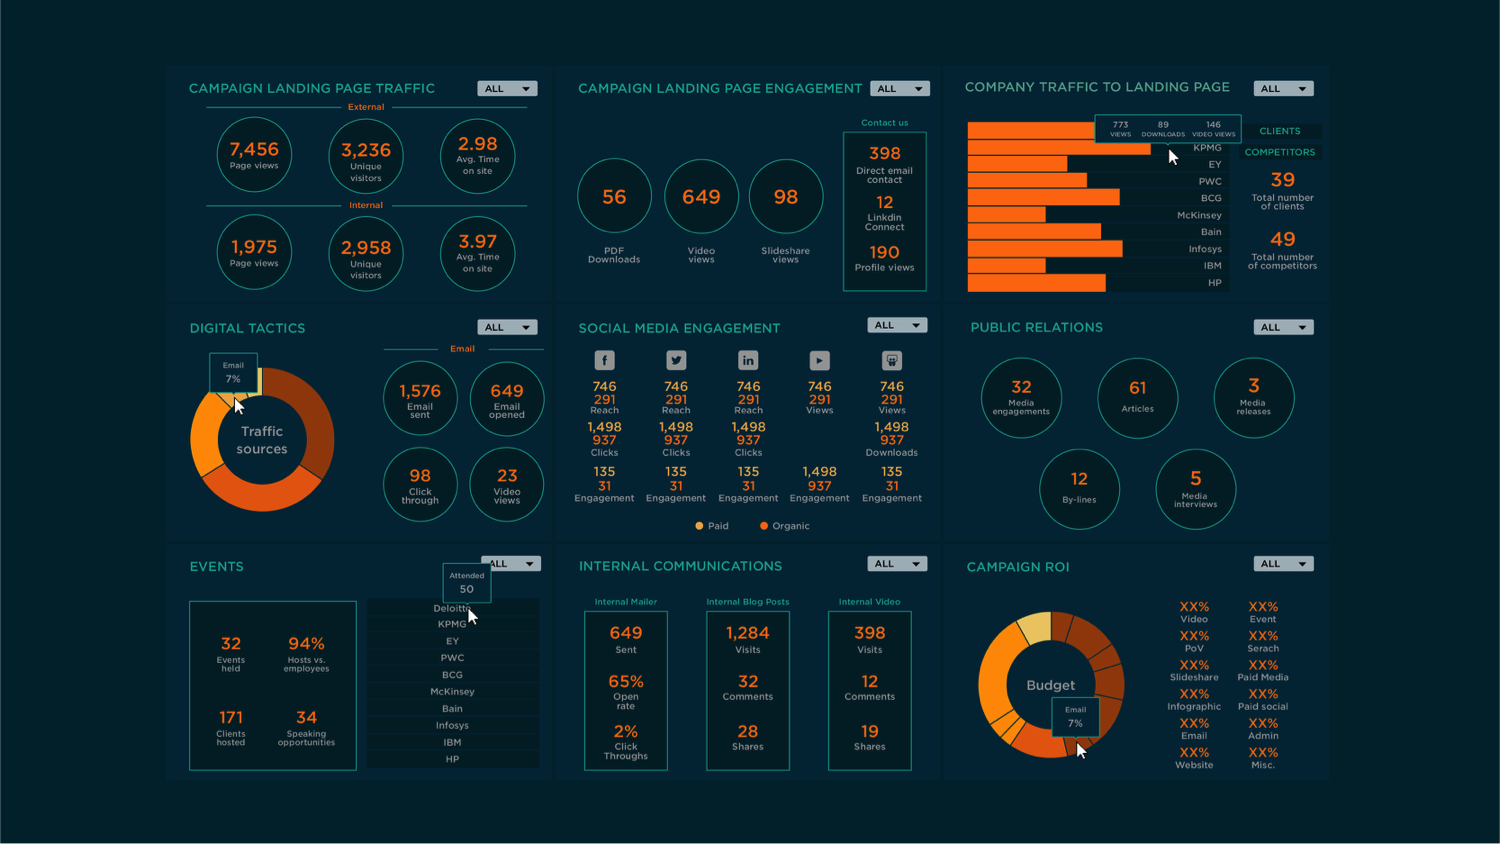 CAMPAIGN LANDING PAGE TRAFFIC
ALL
External
7,456
Page views
3,236
Unique
visitors
2.98
Avg. Time
on site
Internal
1,975
Page views
2,958
Unique
visitors
3.97
Avg. Time
on site
CAMPAIGN LANDING PAGE ENGAGEMENT
ALL
56
PDF
Downloads
649
Video
views
98
Slideshare
views
Contact us
398
Direct email
contact
12
Linkdin
Connect
190
Profile views
COMPANY TRAFFIC TO LANDING PAGE
ALL
773
VIEWS
89
DOWNLOADS
146
VIDEO VIEWS
KPMG
EY
PWC
BCG
McKinsey
Bain
Infosys
IBM
HP
CLIENTS
COMPETITORS
39
Total number
of clients
49
Total number
of competitors
DIGITAL TACTICS
ALL
Email
7%
Traffic
sources
Email
1,576
Email
sent
649
Email
opened
98
Click
through
23
Video
views
SOCIAL MEDIA ENGAGEMENT
ALL
746 746 746 746 746
291 291 291 291 291
Reach Reach Reach Views Views
1,498 1,498 1,498 1,498
937 937 937 937
Clicks Clicks Clicks Downloads
135 135 135 1,498 135
31 31 31 937 31
Engagement Engagement Engagement Engagement Engagement
Paid Organic
PUBLIC RELATIONS
ALL
32
Media
engagements
61
Articles
3
Media
releases
12
By-lines
5
Media
interviews
EVENTS
ALL
32
Events
held
94%
Hosts vs.
employees
171
Clients
hosted
34
Speaking
opportunities
Attended
50
Deloitte
KPMG
EY
PWC
BCG
McKinsey
Bain
Infosys
IBM
HP
INTERNAL COMMUNICATIONS
ALL
Internal Mailer
649
Sent
65%
Open
rate
2%
Click
Throughs
Internal Blog Posts
1,284
Visits
32
Comments
28
Shares
Internal Video
398
Visits
12
Comments
19
Shares
CAMPAIGN ROI
ALL
Budget
Email
7%
XX% XX%
Video Event
XX% XX%
PoV Serach
XX% XX%
Slideshare Paid Media
XX% XX%
Infographic Paid social
XX% XX%
Email Admin
XX% XX%
Website Misc.